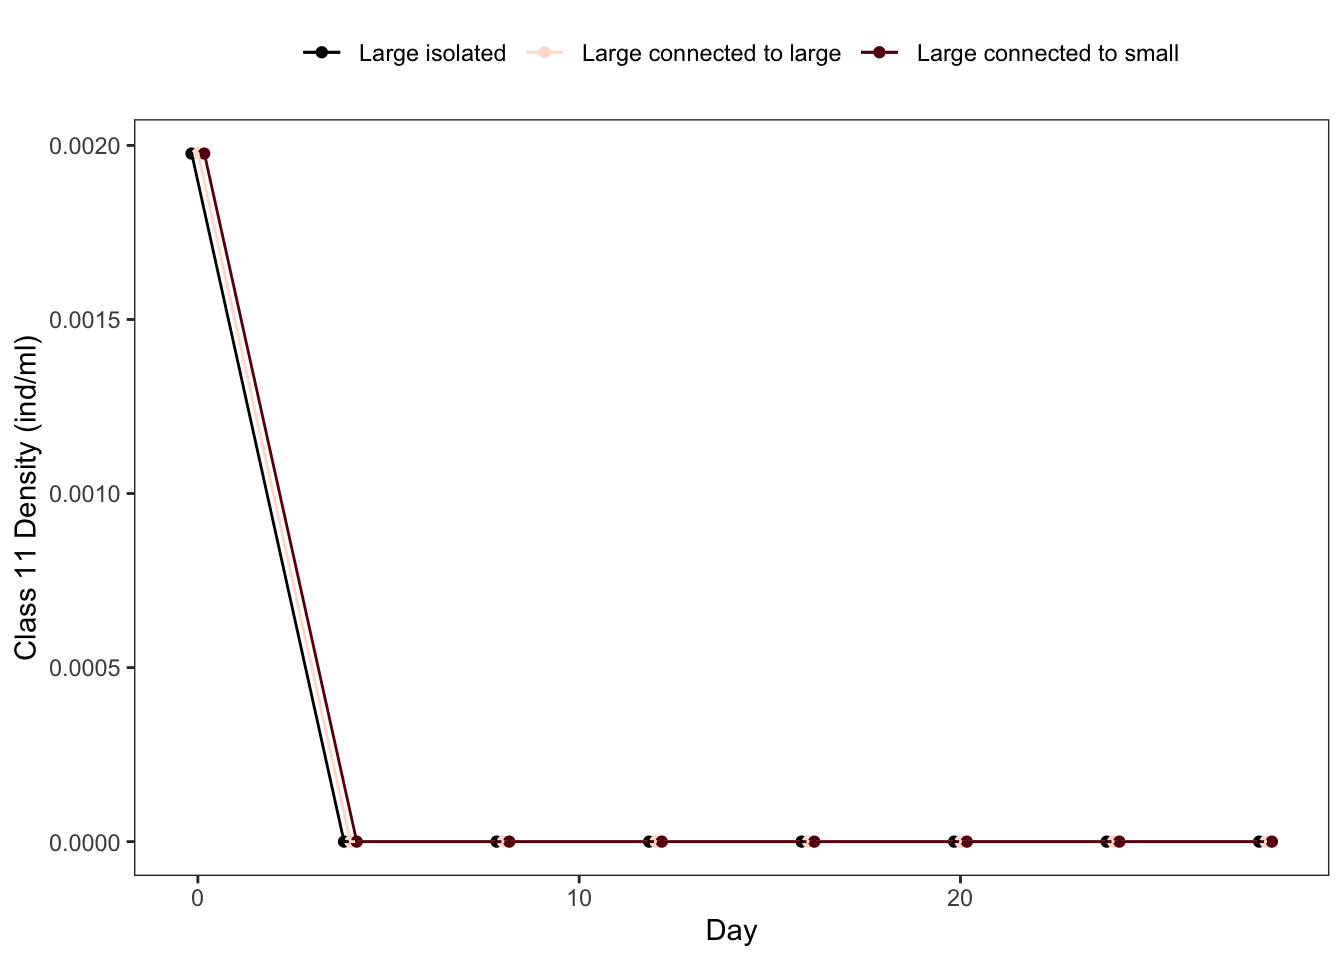 Large isolated Large connected to large Large connected to small
0.0020
0.0015
0.0010
0.0005
0.0000
Class 11 Density (ind/ml)
0 10 20
Day